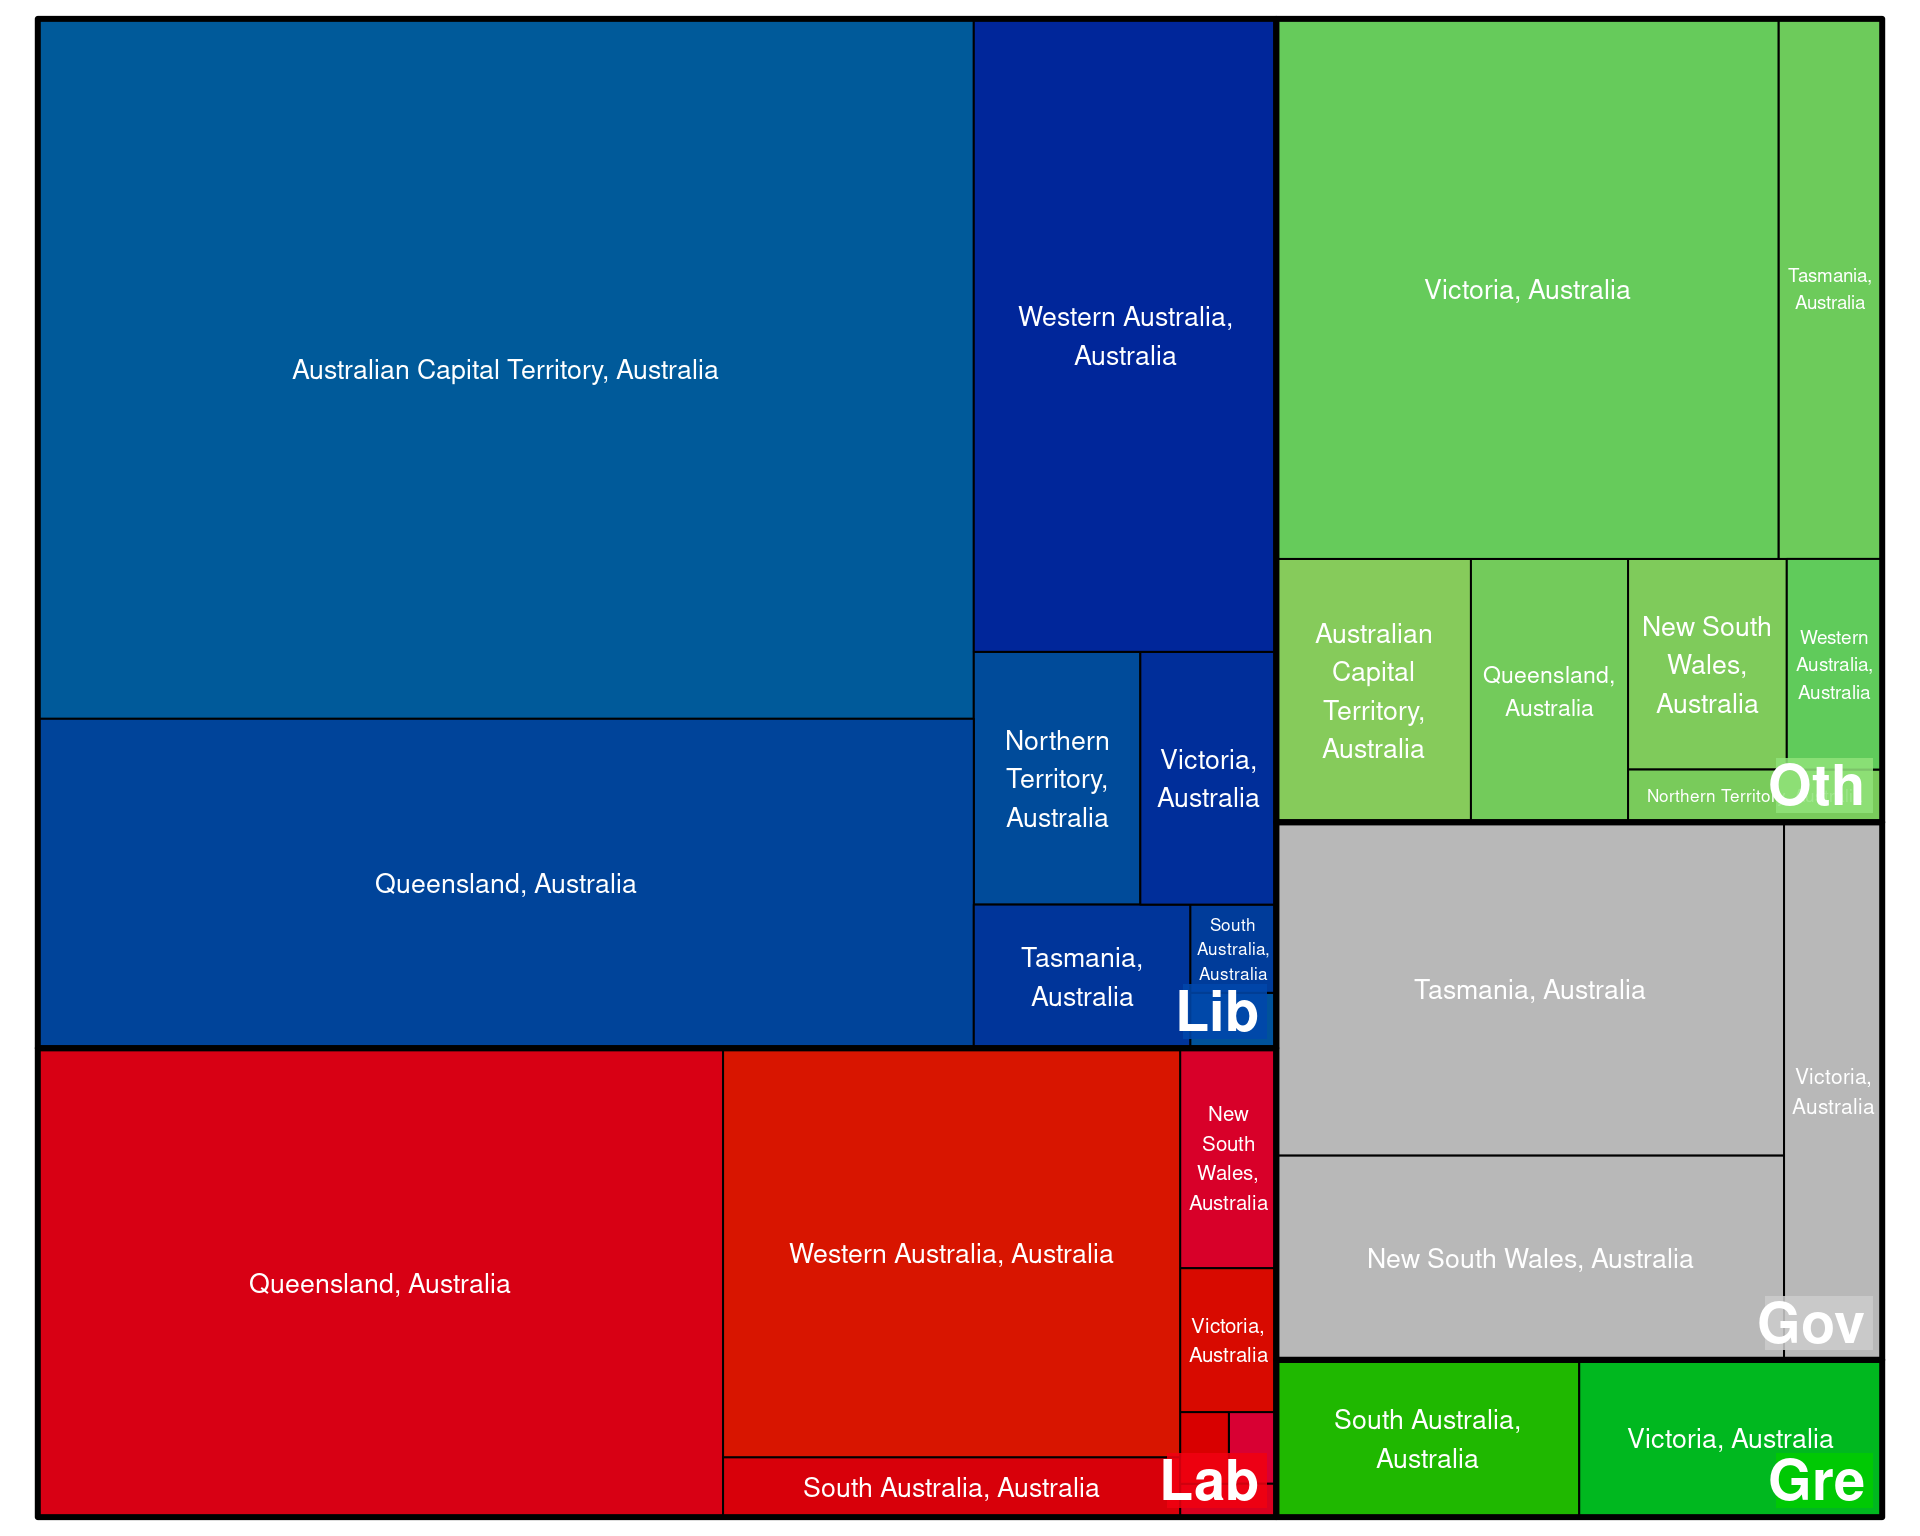 Australian Capital Territory, Australia
Western Australia,
Australia
Queensland, Australia
Northern
Territory,
Australia
Victoria,
Australia
Tasmania,
Australia
South
Australia,
Australia
Lib
Queensland, Australia
Western Australia, Australia
New
South
Wales,
Australia
Victoria,
Australia
South Australia, Australia
Lab
Victoria, Australia
Tasmania,
Australia
Australian
Capital
Territory,
Australia
Queensland,
Australia
New South
Wales,
Australia
Western
Australia,
Australia
Northern
Oth
Tasmania, Australia
Victoria,
Australia
New South Wales, Australia
Gov
South Australia,
Australia
Victoria, Australia
Gre